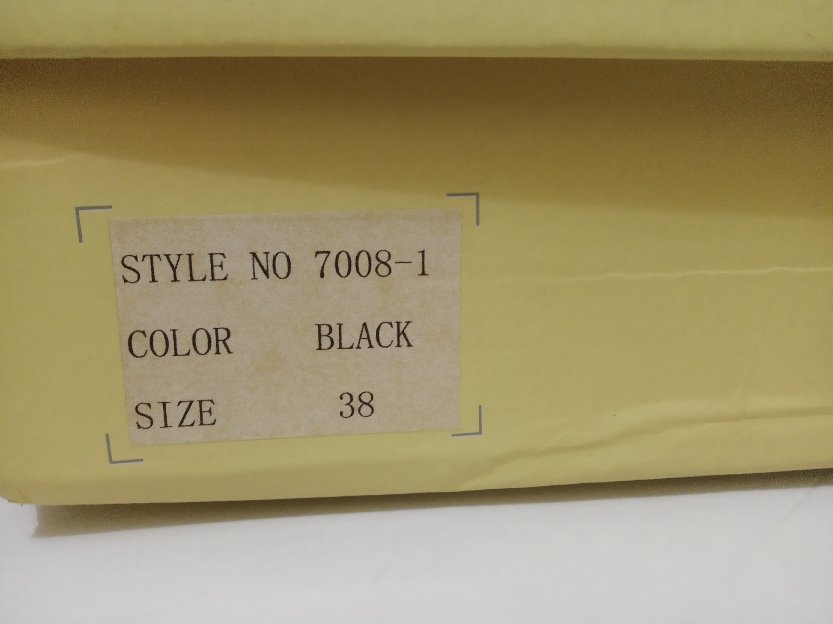 STYLE NO 7008-1
COLOR BLACK
SIZE 38